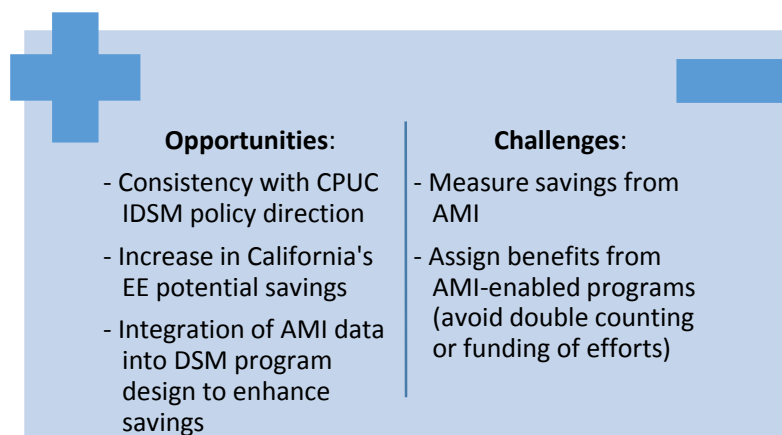 Opportunities:
- Consistency with CPUC
IDSM policy direction
- Increase in California's
EE potential savings
- Integration of AMI data
into DSM program
design to enhance
savings
Challenges:
- Measure savings from
AMI
- Assign benefits from
AMI-enabled programs
(avoid double counting
or funding of efforts)